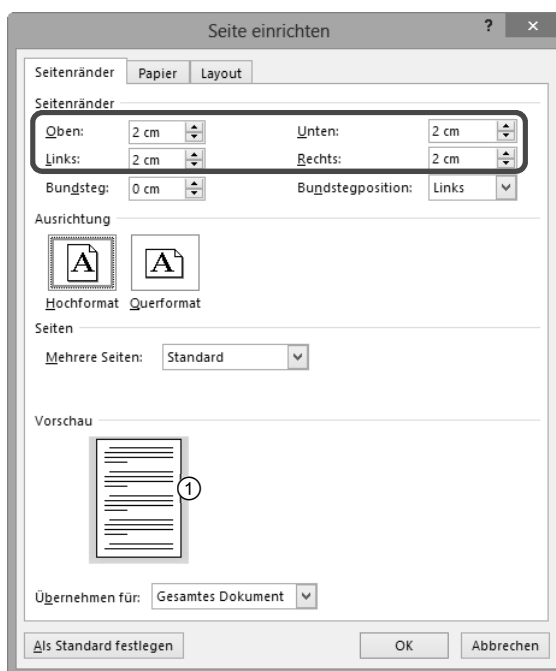 Seite einrichten ? ×
Seitenränder Papier Layout
Seitenränder
Oben: 2 cm Unten: 2 cm
Links: 2 cm Rechts: 2 cm
Bundsteg: 0 cm Bundstegposition: Links
Ausrichtung
A A
Hochformat Querformat
Seiten
Mehrere Seiten: Standard
Vorschau
1
Übernehmen für: Gesamtes Dokument
Als Standard festlegen OK Abbrechen